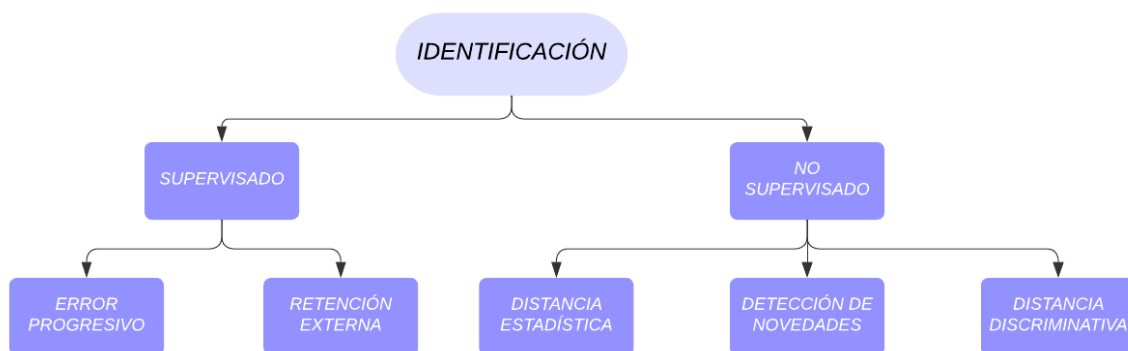 IDENTIFICACIÓN
SUPERVISADO
NO
SUPERVISADO
ERROR
PROGRESIVO
RETENCIÓN
EXTERNA
DISTANCIA
ESTADÍSTICA
DETECCIÓN DE
NOVEDADES
DISTANCIA
DISCRIMINATIVA